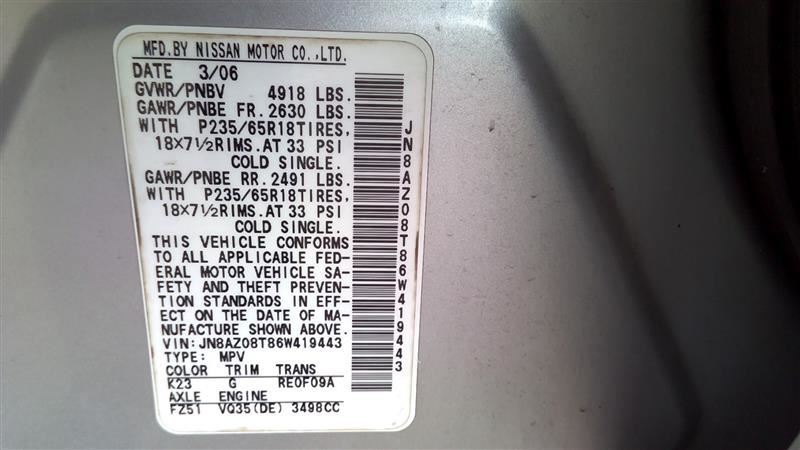 MFD.BY NISSAN MOTOR CO.,LTD.
DATE 3/06
GVWR/PNBV 4918 LBS.
GAWR/PNBE FR. 2630 LBS.
WITH P235/65R18TIRES,
18×7½RIMS.AT 33 PSI
COLD SINGLE.
GAWR/PNBE RR. 2491 LBS.
WITH P235/65R18TIRES,
18×7½RIMS.AT 33 PSI
COLD SINGLE.
THIS VEHICLE CONFORMS
TO ALL APPLICABLE FED-
ERAL MOTOR VEHICLE SA-
FETY AND THEFT PREVEN-
TION STANDARDS IN EFF-
ECT ON THE DATE OF MA-
NUFACTURE SHOWN ABOVE.
VIN:JN8AZ08T86W419443
TYPE: MPV
COLOR TRIM TRANS
K23 G RE0F09A
AXLE ENGINE
FZ51 VQ35(DE) 3498CC
JN8AZ08T86W419443